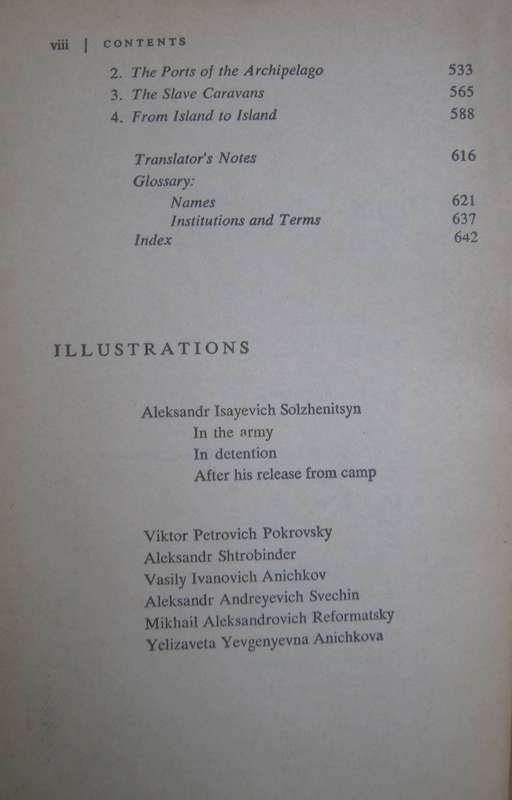 viii | CONTENTS
2. The Ports of the Archipelago 533
3. The Slave Caravans 565
4. From Island to Island 588
Translator's Notes 616
Glossary:
Names 621
Institutions and Terms 637
Index 642
ILLUSTRATIONS
Aleksandr Isayevich Solzhenitsyn
In the army
In detention
After his release from camp
Viktor Petrovich Pokrovsky
Aleksandr Shtrobinder
Vasily Ivanovich Anichkov
Aleksandr Andreyevich Svechin
Mikhail Aleksandrovich Reformatsky
Yelizaveta Yevgenyevna Anichkova